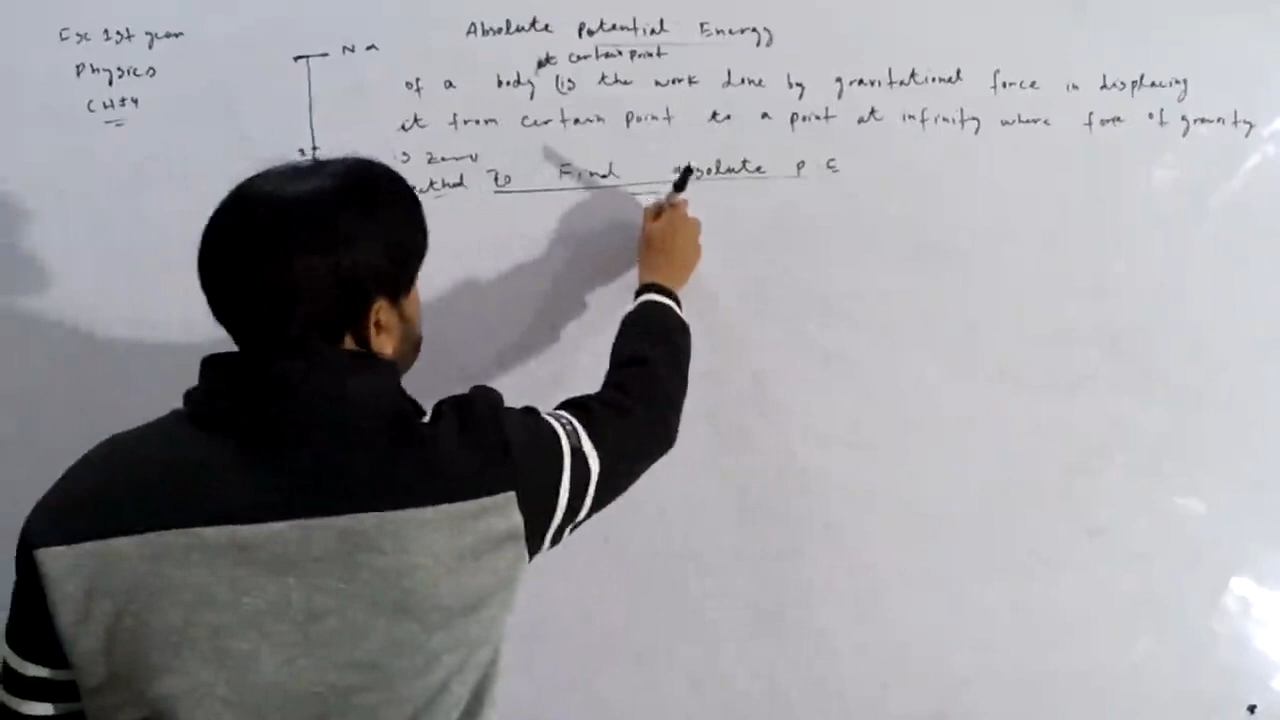 Fsc 1st year
Physics
CH#4
Absolute Potential Energy
at certain point
of a body is the work done by gravitational force in displacing
it from certain point to a point at infinity where force of gravity
is zero
to Find absolute P E